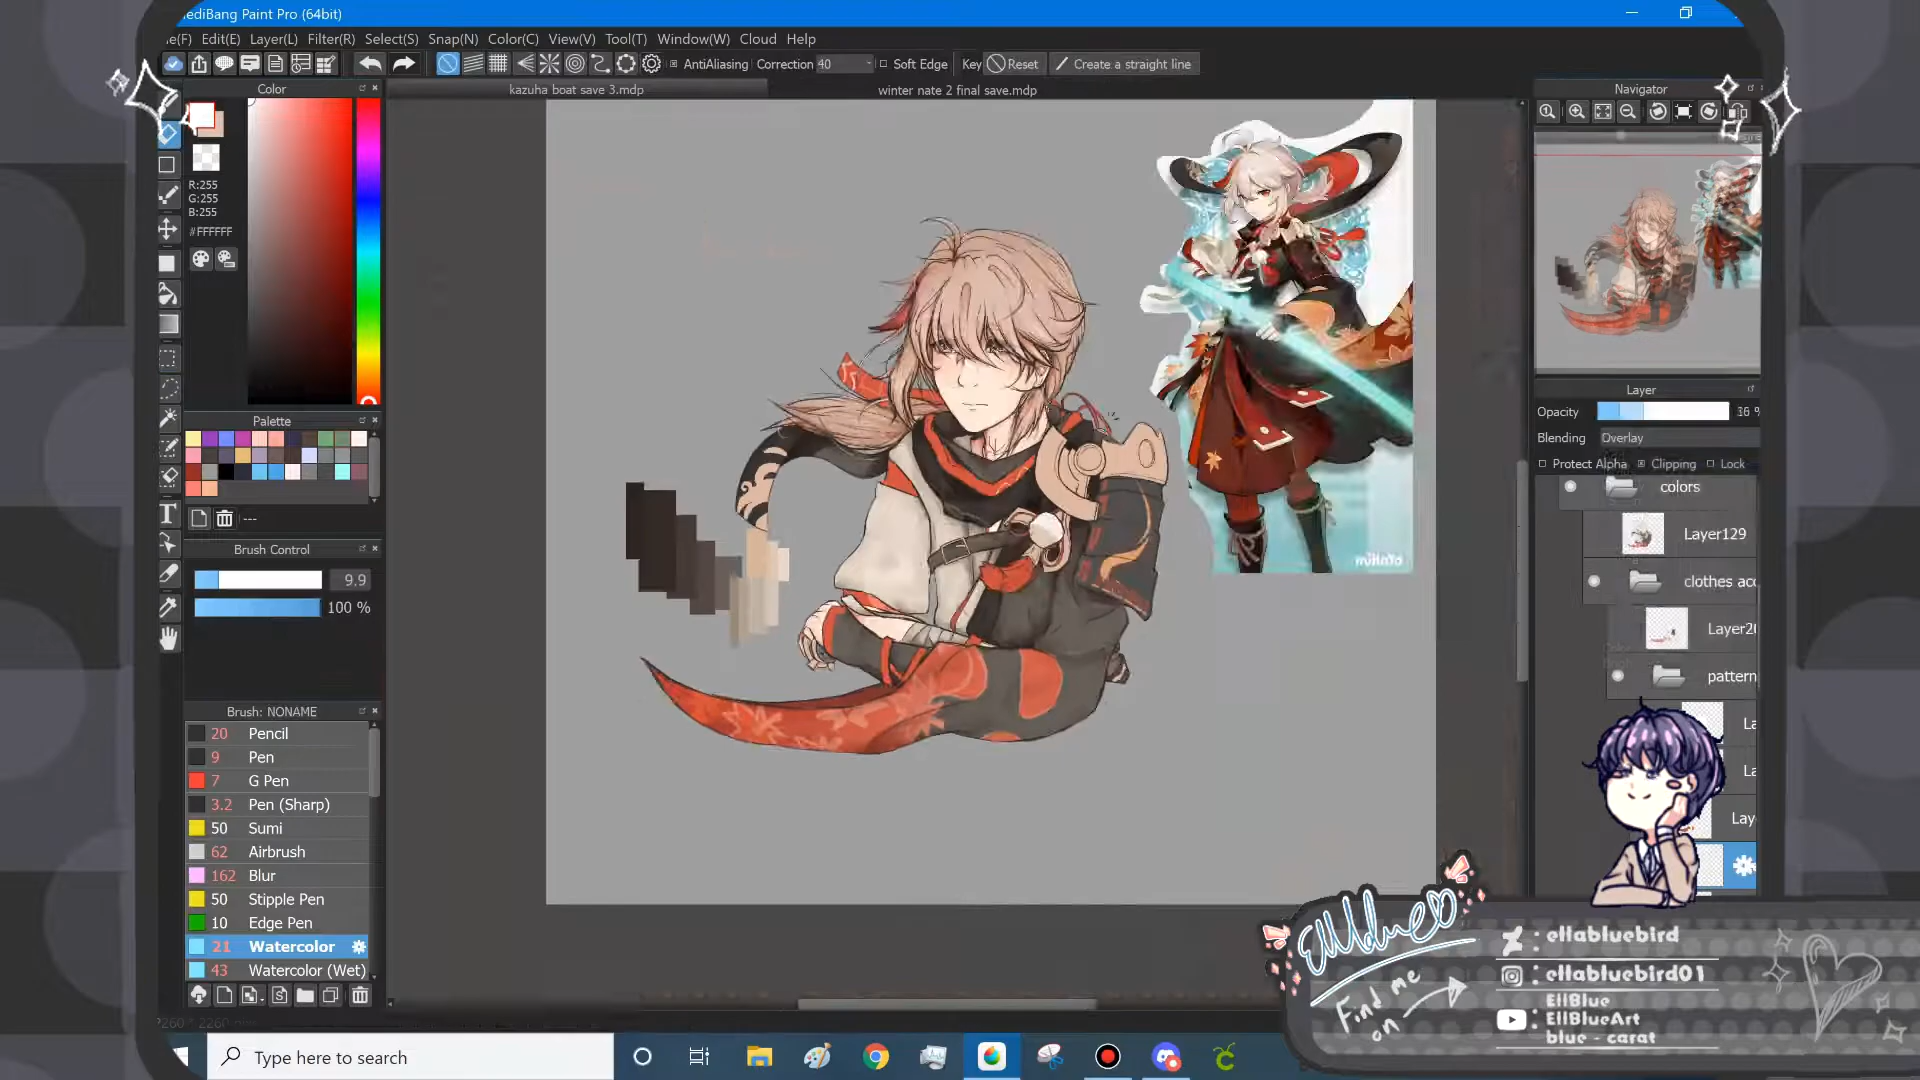 ediBang Paint Pro (64bit)
e(F) Edit(E) Layer(L) Filter(R) Select(S) Snap(N) Color(C) View(V) Tool(T) Window(W) Cloud Help
AntiAliasing Correction 40 Soft Edge Key Reset Create a straight line
Color
kazuha boat save 3.mdp
winter nate 2 final save.mdp
Navigator
R:255
G:255
B:255
#FFFFFF
Layer
Opacity 36 %
Blending Overlay
Protect Alpha Clipping Lock
colors
Layer129
clothes acc
Layer2
pattern
La
La
Lay
Palette
---
Brush Control
9.9
100 %
Brush: NONAME
20 Pencil
9 Pen
7 G Pen
3.2 Pen (Sharp)
50 Sumi
62 Airbrush
162 Blur
50 Stipple Pen
10 Edge Pen
21 Watercolor
43 Watercolor (Wet)
Find me
on
: ellabluebird
: ellabluebird01
EllBlue
: EllBlueArt
blue - carat
Type here to search